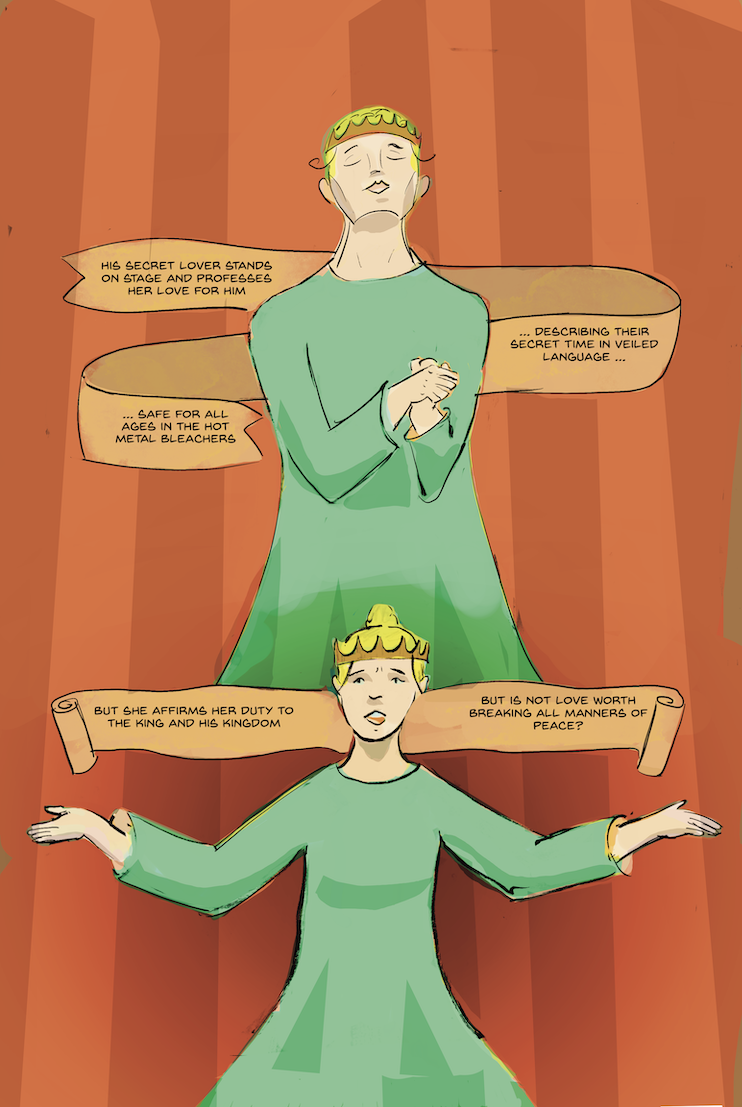 HIS SECRET LOVER STANDS
ON STAGE AND PROFESSES
HER LOVE FOR HIM
... DESCRIBING THEIR
SECRET TIME IN VEILED
LANGUAGE ...
... SAFE FOR ALL
AGES IN THE HOT
METAL BLEACHERS
BUT SHE AFFIRMS HER DUTY TO
THE KING AND HIS KINGDOM
BUT IS NOT LOVE WORTH
BREAKING ALL MANNERS OF
PEACE?